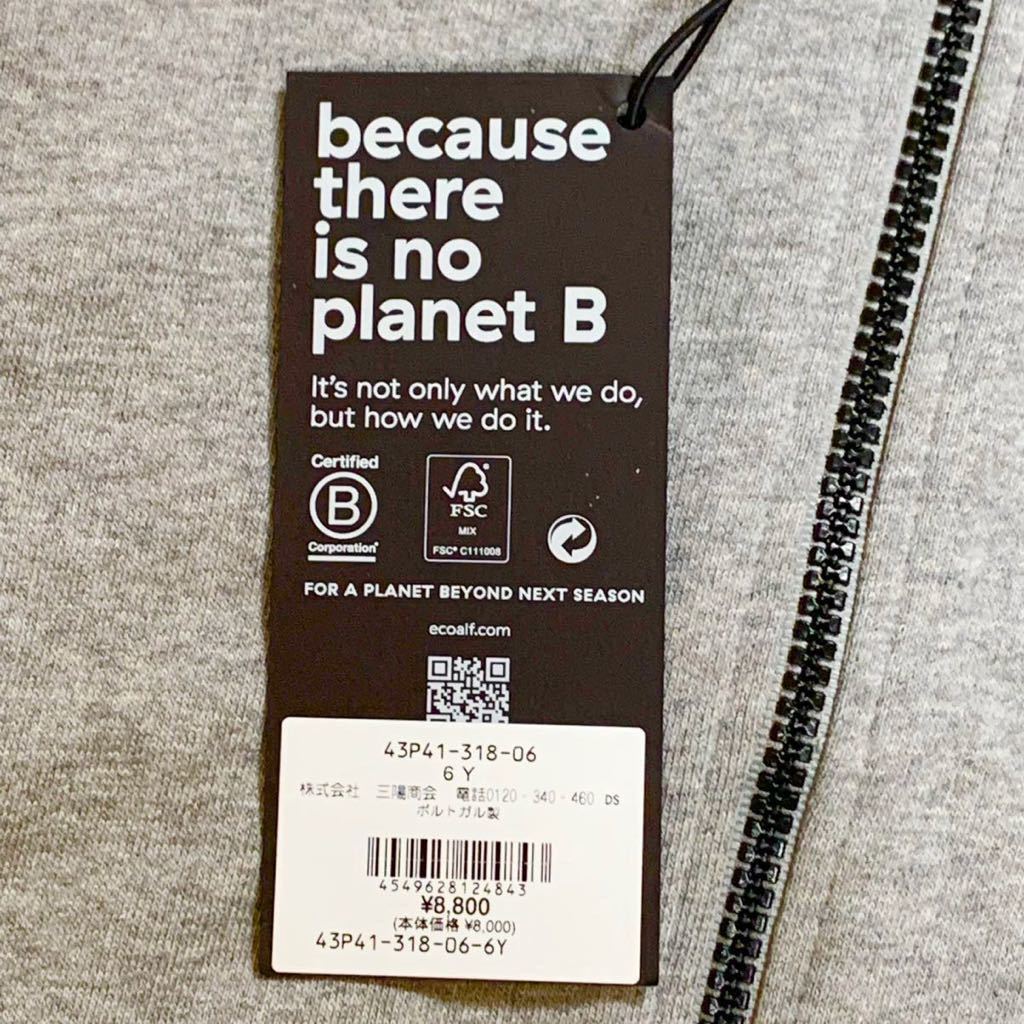 because
there
is no
planet B
It's not only what we do,
but how we do it.
Certified
B
Corporation
FSC
MIX
FSC® C111008
FOR A PLANET BEYOND NEXT SEASON
ecoalf.com
43P41-318-06
6 Y
株式会社 三陽商会 電話0120-340-460 DS
ポルトガル製
4549628124843
¥8,800
(本体価格 ¥8,000)
43P41-318-06-6Y